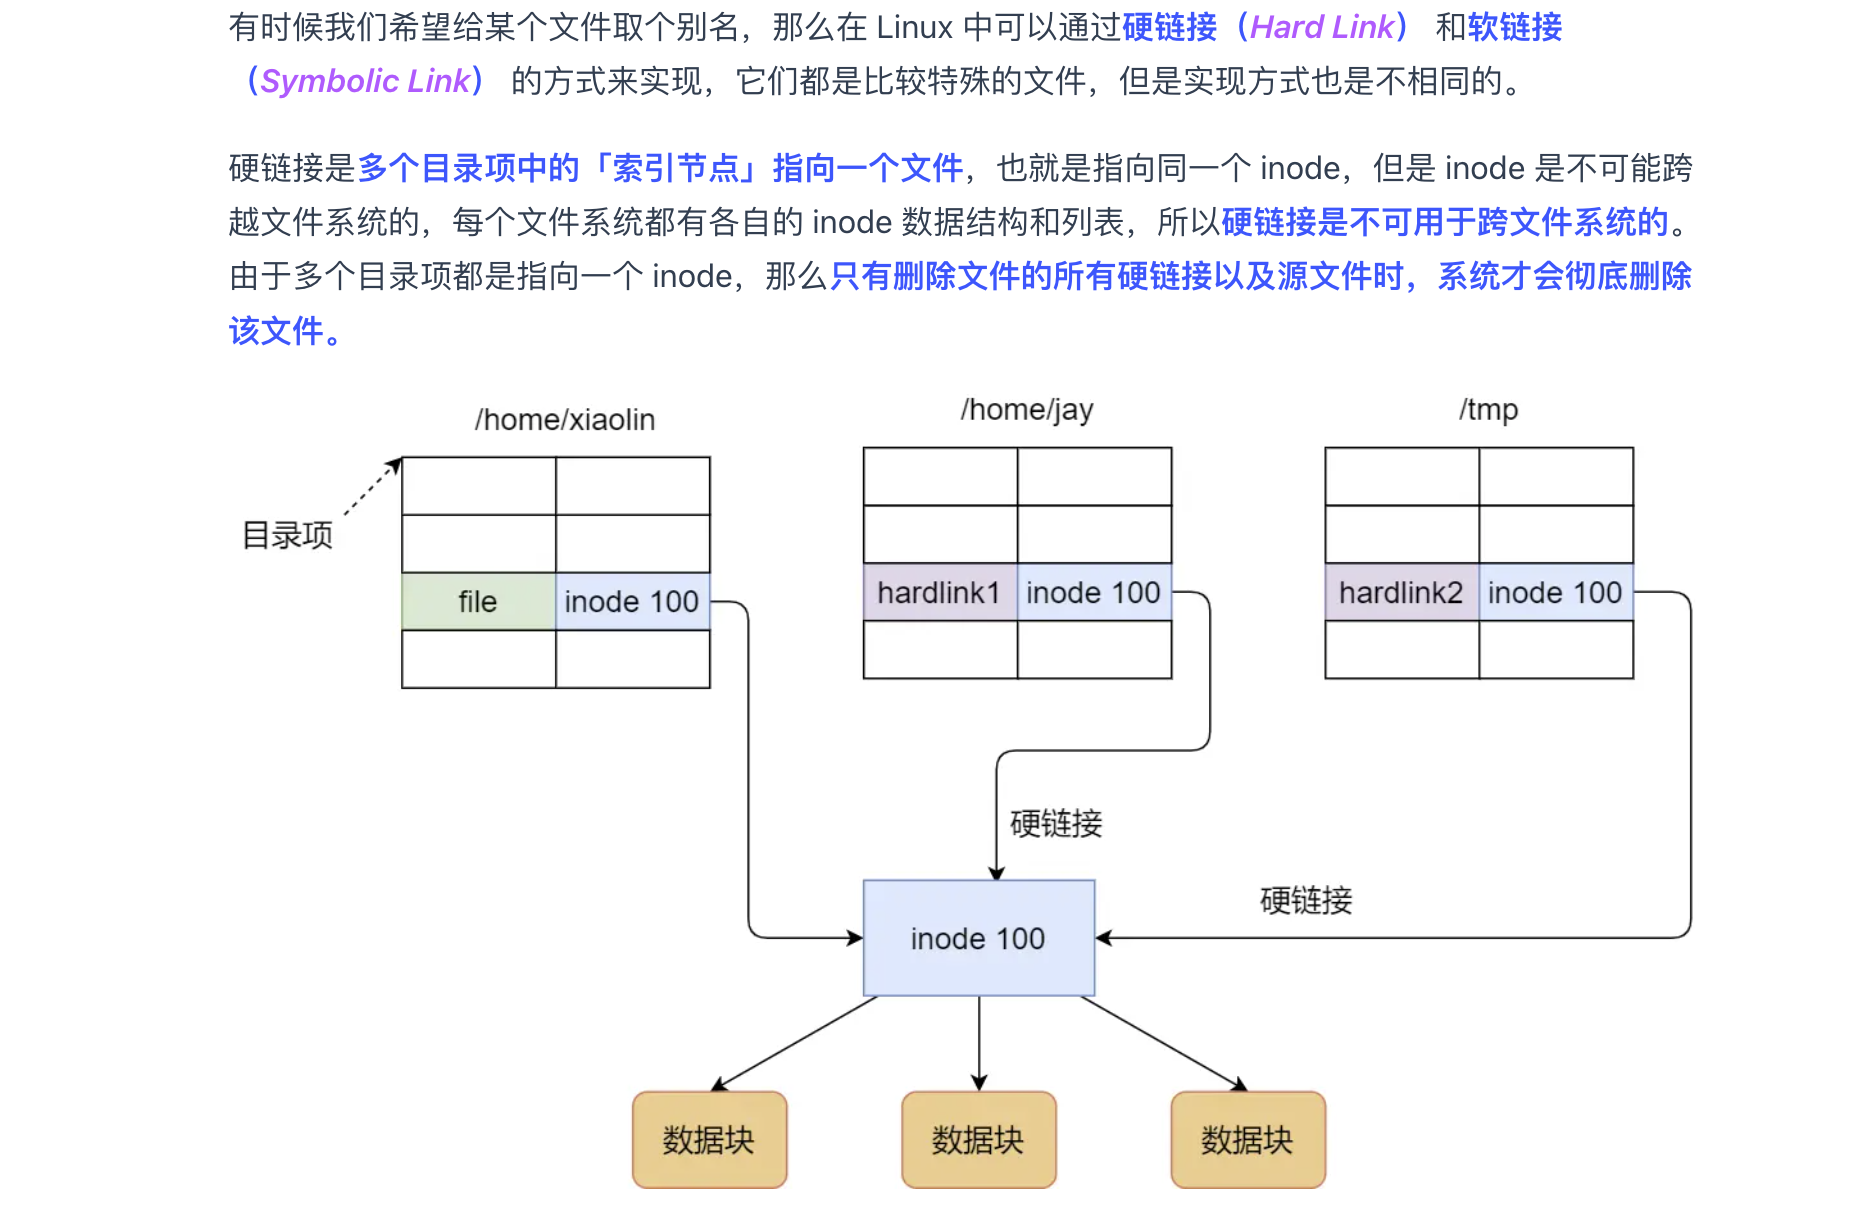 有时候我们希望给某个文件取个别名，那么在 Linux 中可以通过硬链接（Hard Link） 和软链接
（Symbolic Link） 的方式来实现，它们都是比较特殊的文件，但是实现方式也是不相同的。
硬链接是多个目录项中的「索引节点」指向一个文件，也就是指向同一个 inode，但是 inode 是不可能跨
越文件系统的，每个文件系统都有各自的 inode 数据结构和列表，所以硬链接是不可用于跨文件系统的。
由于多个目录项都是指向一个 inode，那么只有删除文件的所有硬链接以及源文件时，系统才会彻底删除
该文件。
/home/xiaolin
/home/jay
/tmp
目录项
file
inode 100
hardlink1
inode 100
hardlink2
inode 100
硬链接
硬链接
inode 100
数据块
数据块
数据块